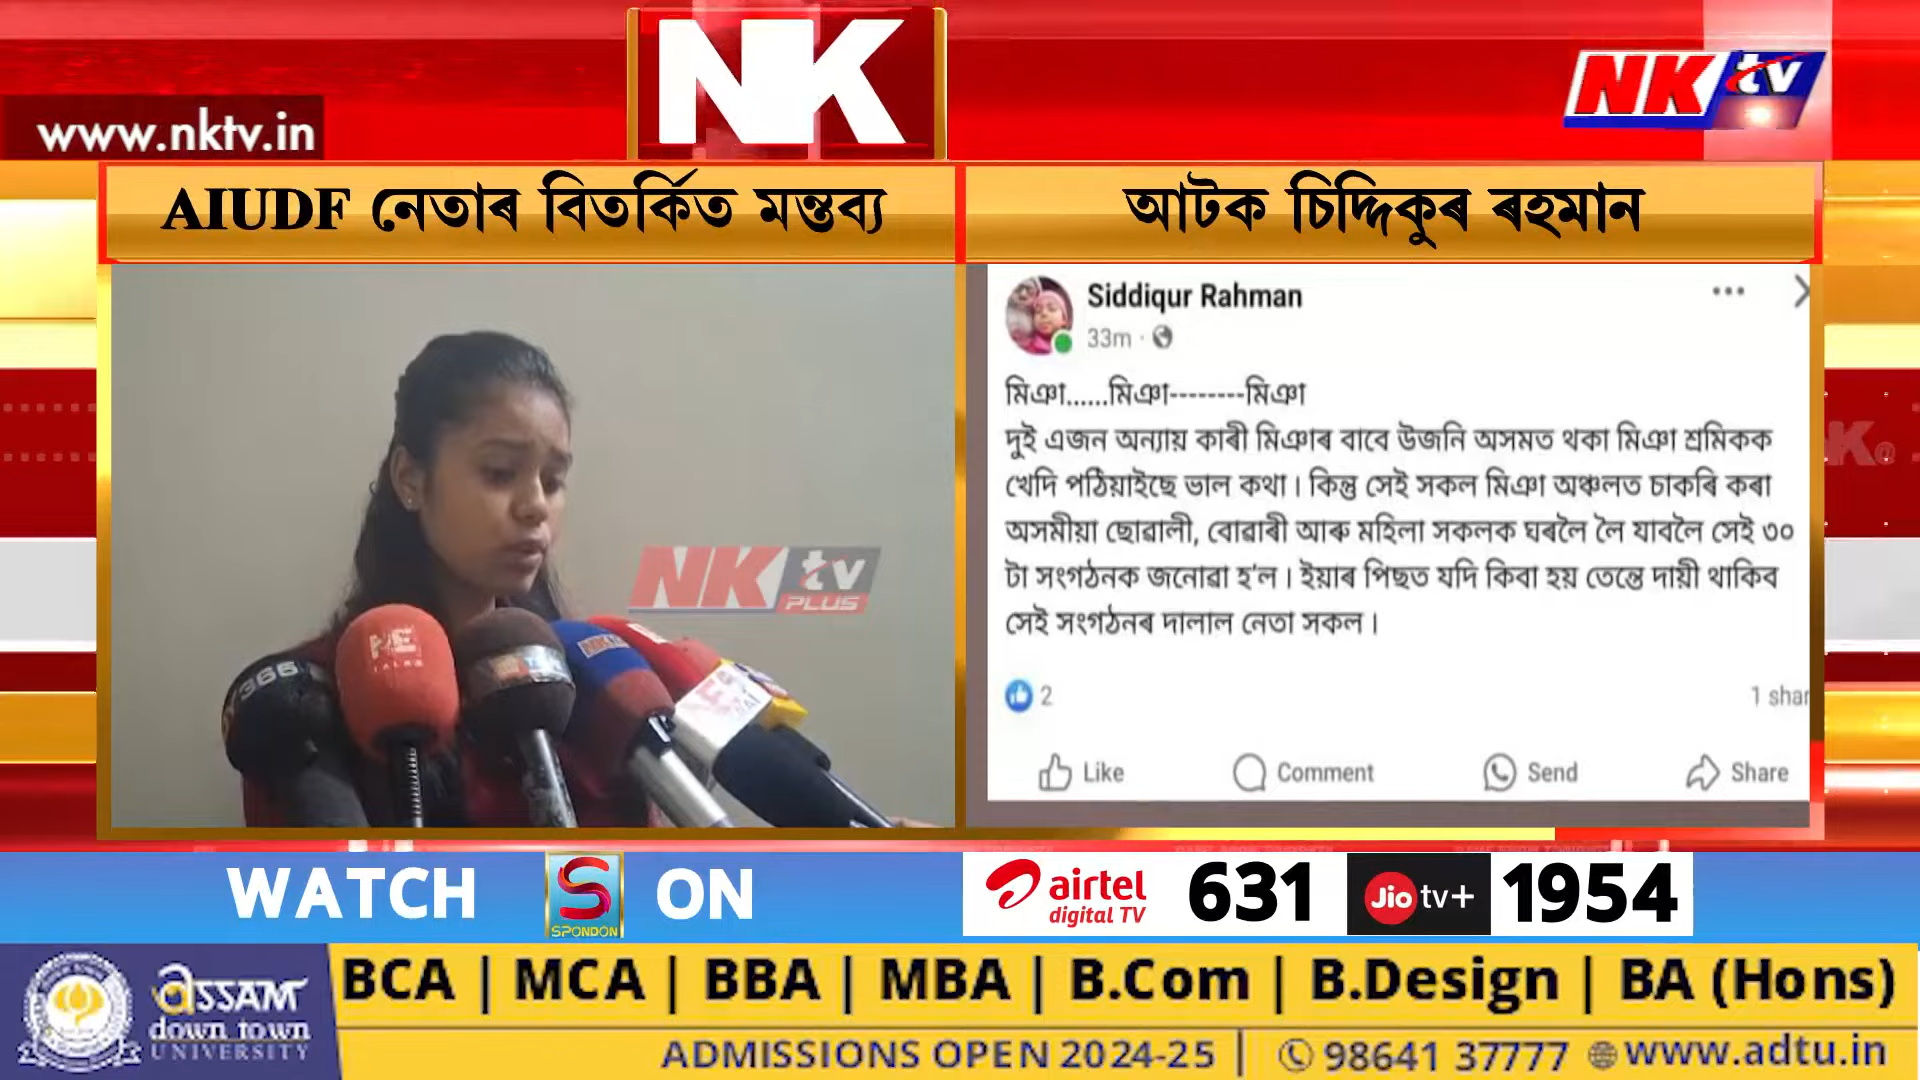 www.nktv.in
NK
NK tv
AIUDF নেতাৰ বিতৰ্কিত মন্তব্য
আটক চিদ্দিকুৰ ৰহমান
Siddiqur Rahman
33m ·
মিঞা......মিঞা--------মিঞা
দুই এজন অন্যায় কাৰী মিঞাৰ বাবে উজনি অসমত থকা মিঞা শ্ৰমিকক
খেদি পঠিয়াইছে ভাল কথা । কিন্তু সেই সকল মিঞা অঞ্চলত চাকৰি কৰা
অসমীয়া ছোৱালী, বোৱাৰী আৰু মহিলা সকলক ঘৰলৈ লৈ যাবলৈ সেই ৩০
টা সংগঠনক জনোৱা হ'ল । ইয়াৰ পিছত যদি কিবা হয় তেন্তে দায়ী থাকিব
সেই সংগঠনৰ দালাল নেতা সকল ।
2
1 shar
Like Comment Send Share
NK tv
PLUS
365
NE
TALKS
WATCH S ON
SPONDON
airtel
digital TV
631
Jio tv+
1954
ASSAM
down town
UNIVERSITY
BCA | MCA | BBA | MBA | B.Com | B.Design | BA (Hons)
ADMISSIONS OPEN 2024-25 | 98641 37777 www.adtu.in